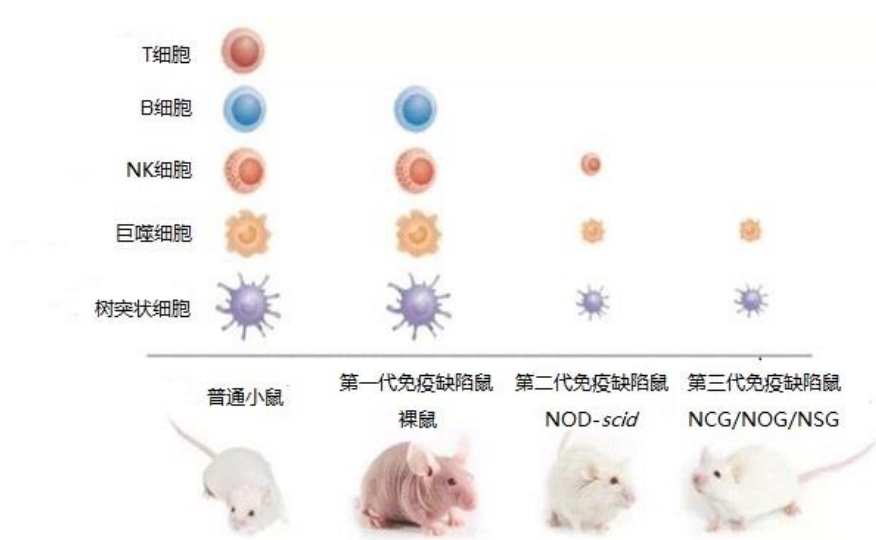 T细胞
B细胞
NK细胞
巨噬细胞
树突状细胞
普通小鼠
第一代免疫缺陷鼠
裸鼠
第二代免疫缺陷鼠
NOD-scid
第三代免疫缺陷鼠
NCG/NOG/NSG